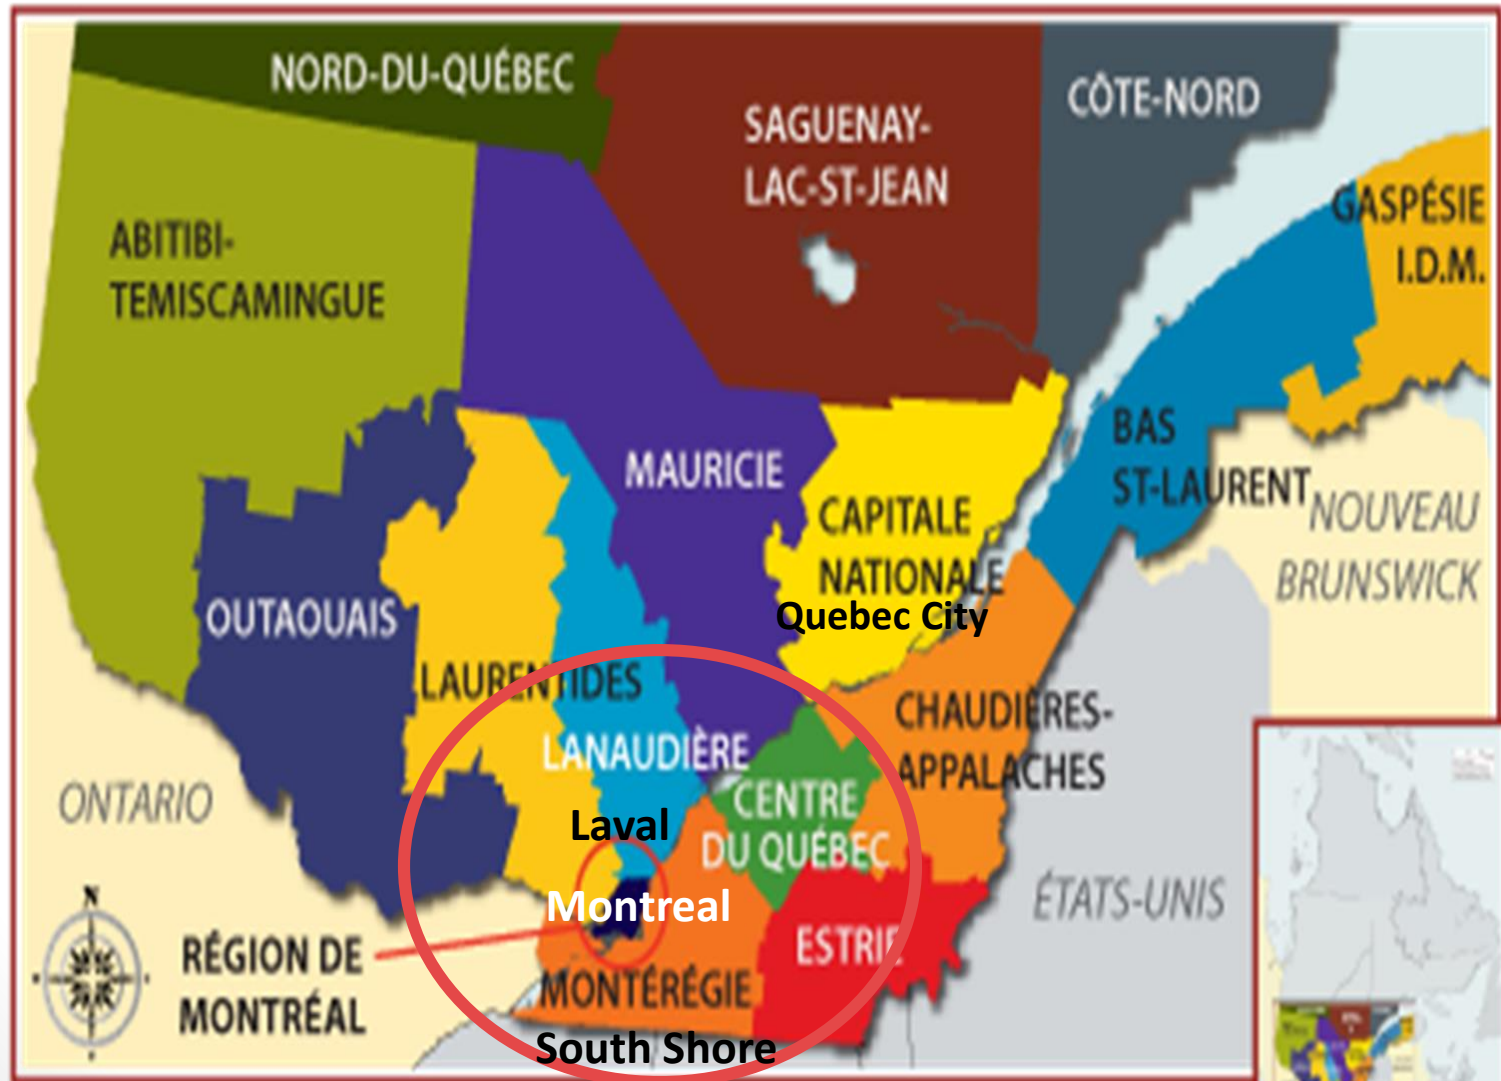 NORD-DU-QUÉBEC
SAGUENAY-
LAC-ST-JEAN
CÔTE-NORD
GASPÉSIE
I.D.M.
ABITIBI-
TEMISCAMINGUE
BAS
ST-LAURENT
MAURICIE
CAPITALE
NATIONALE
Quebec City
NOUVEAU
BRUNSWICK
OUTAOUAIS
LAURENTIDES
LANAUDIÈRE
CHAUDIÈRES-
APPALACHES
ONTARIO
CENTRE
DU QUÉBEC
Laval
Montreal
ÉTATS-UNIS
N
RÉGION DE
MONTRÉAL
ESTRIE
MONTÉRÉGIE
South Shore